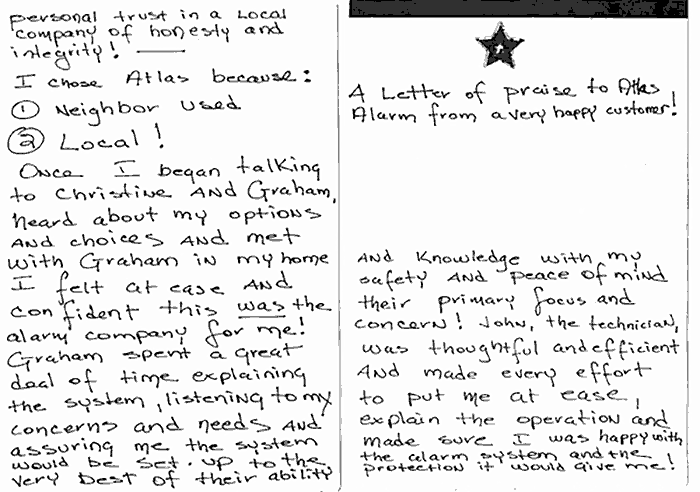 personal trust in a Local
company of honesty and
integrity! —
I chose Atlas because:
① Neighbor used
② Local!
Once I began talking
to Christine AND Graham,
heard about my options
AND choices AND met
with Graham in my home
I felt at ease AND
confident this was the
alarm company for me!
Graham spent a great
deal of time explaining
the system, listening to my
concerns and needs AND
assuring me the system
would be set-up to the
very best of their ability
A Letter of praise to Atlas
Alarm from a very happy customer!
AND Knowledge with my
safety AND peace of mind
their primary focus and
concern! John, the technician,
was thoughtful and efficient
AND made every effort
to put me at ease,
explain the operation and
made sure I was happy with
the alarm system and the
protection it would give me!